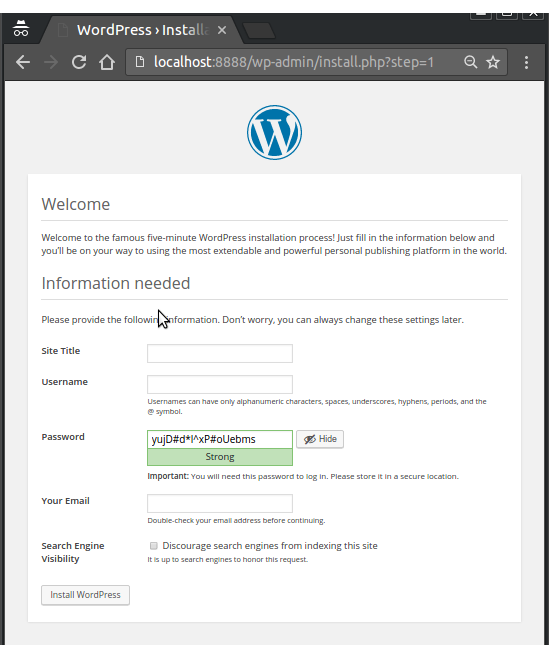 WordPress › Installa
localhost:8888/wp-admin/install.php?step=1
Welcome
Welcome to the famous five-minute WordPress installation process! Just fill in the information below and
you'll be on your way to using the most extendable and powerful personal publishing platform in the world.
Information needed
Please provide the following information. Don't worry, you can always change these settings later.
Site Title
Username
Usernames can have only alphanumeric characters, spaces, underscores, hyphens, periods, and the
@ symbol.
Password
yujD#d*l^xP#oUebms
Hide
Strong
Important: You will need this password to log in. Please store it in a secure location.
Your Email
Double-check your email address before continuing.
Search Engine
Visibility
Discourage search engines from indexing this site
It is up to search engines to honor this request.
Install WordPress